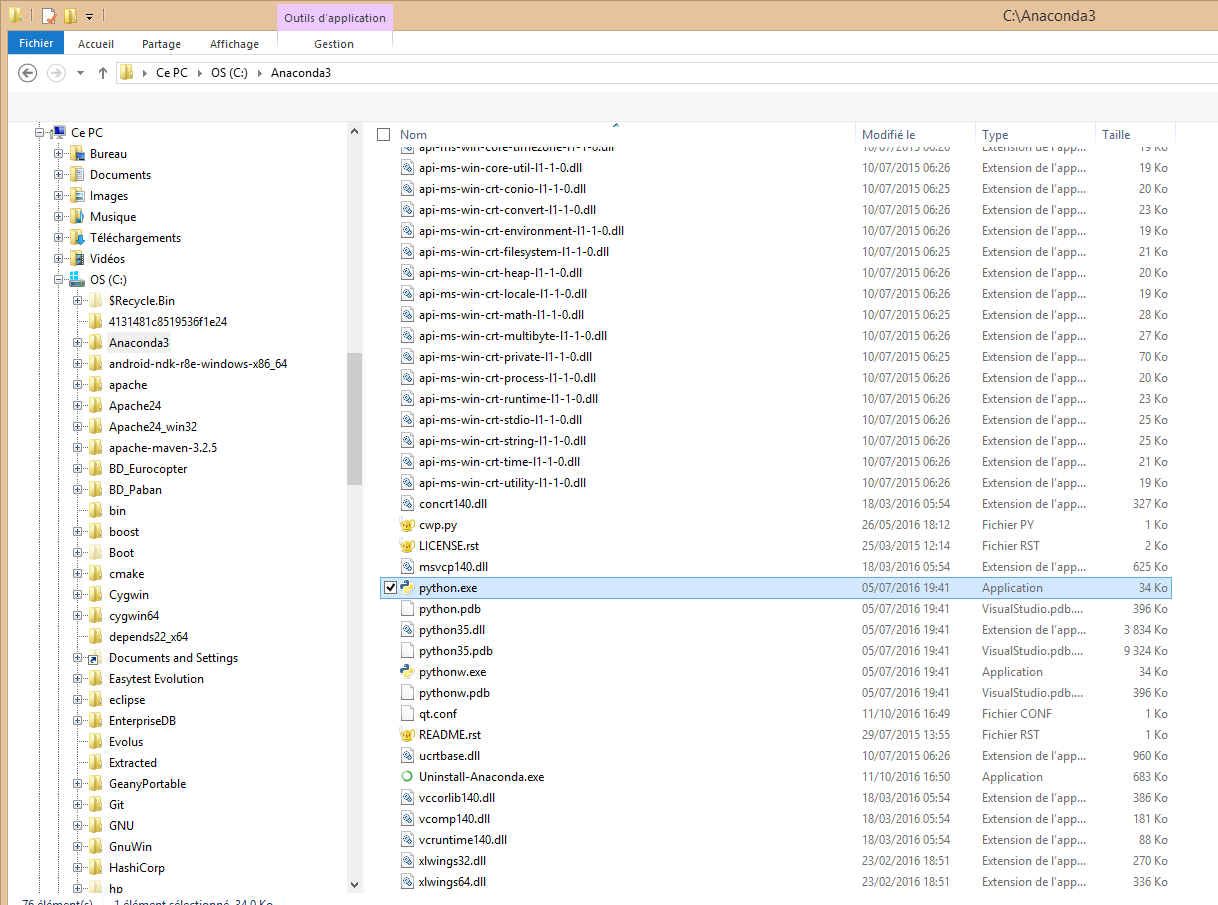 Outils d'application
C:\Anaconda3
Fichier Accueil Partage Affichage Gestion
Ce PC OS (C:) Anaconda3
Ce PC
Bureau
Documents
Images
Musique
Téléchargements
Vidéos
OS (C:)
$Recycle.Bin
4131481c8519536f1e24
Anaconda3
android-ndk-r8e-windows-x86_64
apache
Apache24
Apache24_win32
apache-maven-3.2.5
BD_Eurocopter
BD_Paban
bin
boost
Boot
cmake
Cygwin
cygwin64
depends22_x64
Documents and Settings
Easytest Evolution
eclipse
EnterpriseDB
Evolus
Extracted
GeanyPortable
Git
GNU
GnuWin
HashiCorp
hp
Nom Modifié le Type Taille
api-ms-win-core-timezone-l1-1-0.dll 10/07/2015 06:26 Extension de l'app... 19 Ko
api-ms-win-core-util-l1-1-0.dll 10/07/2015 06:26 Extension de l'app... 19 Ko
api-ms-win-crt-conio-l1-1-0.dll 10/07/2015 06:25 Extension de l'app... 20 Ko
api-ms-win-crt-convert-l1-1-0.dll 10/07/2015 06:26 Extension de l'app... 23 Ko
api-ms-win-crt-environment-l1-1-0.dll 10/07/2015 06:26 Extension de l'app... 19 Ko
api-ms-win-crt-filesystem-l1-1-0.dll 10/07/2015 06:25 Extension de l'app... 21 Ko
api-ms-win-crt-heap-l1-1-0.dll 10/07/2015 06:26 Extension de l'app... 20 Ko
api-ms-win-crt-locale-l1-1-0.dll 10/07/2015 06:26 Extension de l'app... 19 Ko
api-ms-win-crt-math-l1-1-0.dll 10/07/2015 06:25 Extension de l'app... 28 Ko
api-ms-win-crt-multibyte-l1-1-0.dll 10/07/2015 06:26 Extension de l'app... 27 Ko
api-ms-win-crt-private-l1-1-0.dll 10/07/2015 06:25 Extension de l'app... 70 Ko
api-ms-win-crt-process-l1-1-0.dll 10/07/2015 06:26 Extension de l'app... 20 Ko
api-ms-win-crt-runtime-l1-1-0.dll 10/07/2015 06:26 Extension de l'app... 23 Ko
api-ms-win-crt-stdio-l1-1-0.dll 10/07/2015 06:26 Extension de l'app... 25 Ko
api-ms-win-crt-string-l1-1-0.dll 10/07/2015 06:26 Extension de l'app... 25 Ko
api-ms-win-crt-time-l1-1-0.dll 10/07/2015 06:26 Extension de l'app... 21 Ko
api-ms-win-crt-utility-l1-1-0.dll 10/07/2015 06:26 Extension de l'app... 19 Ko
concrt140.dll 18/03/2016 05:54 Extension de l'app... 327 Ko
cwp.py 26/05/2016 18:12 Fichier PY 1 Ko
LICENSE.rst 25/03/2015 12:14 Fichier RST 2 Ko
msvcp140.dll 18/03/2016 05:54 Extension de l'app... 625 Ko
python.exe 05/07/2016 19:41 Application 34 Ko
python.pdb 05/07/2016 19:41 VisualStudio.pdb.... 396 Ko
python35.dll 05/07/2016 19:41 Extension de l'app... 3 834 Ko
python35.pdb 05/07/2016 19:41 VisualStudio.pdb.... 9 324 Ko
pythonw.exe 05/07/2016 19:41 Application 34 Ko
pythonw.pdb 05/07/2016 19:41 VisualStudio.pdb.... 396 Ko
qt.conf 11/10/2016 16:49 Fichier CONF 1 Ko
README.rst 29/07/2015 13:55 Fichier RST 1 Ko
ucrtbase.dll 10/07/2015 06:26 Extension de l'app... 960 Ko
Uninstall-Anaconda.exe 11/10/2016 16:50 Application 683 Ko
vccorlib140.dll 18/03/2016 05:54 Extension de l'app... 386 Ko
vcomp140.dll 18/03/2016 05:54 Extension de l'app... 181 Ko
vcruntime140.dll 18/03/2016 05:54 Extension de l'app... 88 Ko
xlwings32.dll 23/02/2016 18:51 Extension de l'app... 270 Ko
xlwings64.dll 23/02/2016 18:51 Extension de l'app... 336 Ko
76 élément(s) 1 élément sélectionné 34,0 Ko